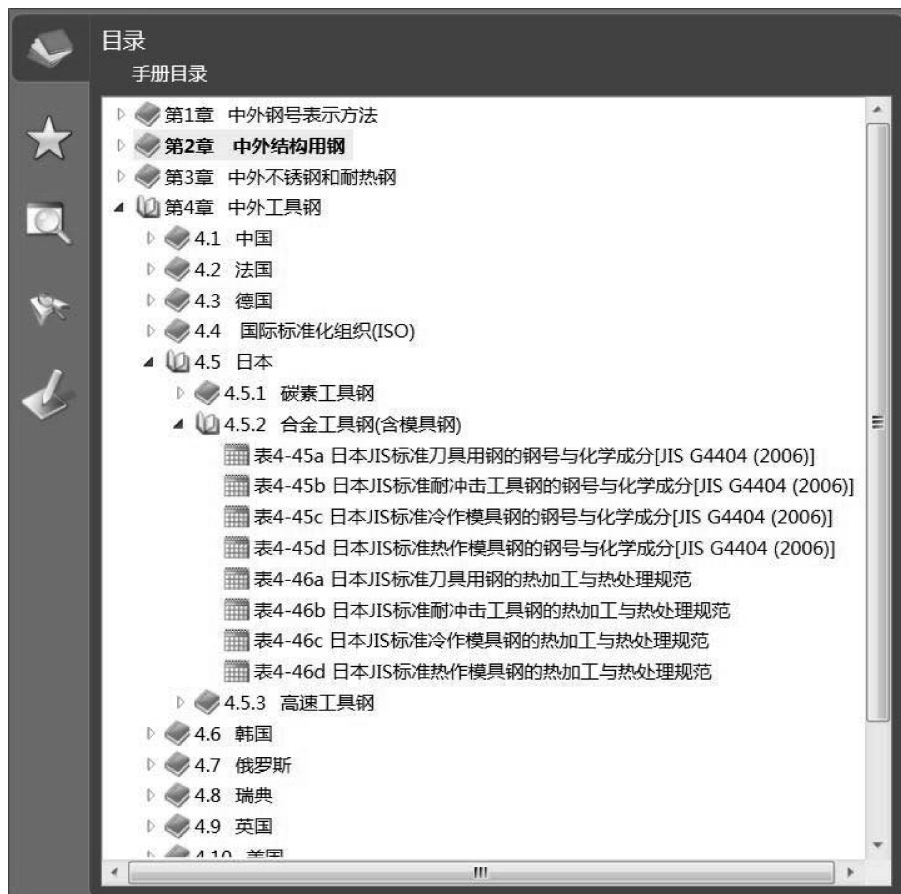 目录
手册目录
第1章 中外钢号表示方法
第2章 中外结构用钢
第3章 中外不锈钢和耐热钢
第4章 中外工具钢
4.1 中国
4.2 法国
4.3 德国
4.4 国际标准化组织(ISO)
4.5 日本
4.5.1 碳素工具钢
4.5.2 合金工具钢(含模具钢)
表4-45a 日本JIS标准刀具用钢的钢号与化学成分[JIS G4404 (2006)]
表4-45b 日本JIS标准耐冲击工具钢的钢号与化学成分[JIS G4404 (2006)]
表4-45c 日本JIS标准冷作模具钢的钢号与化学成分[JIS G4404 (2006)]
表4-45d 日本JIS标准热作模具钢的钢号与化学成分[JIS G4404 (2006)]
表4-46a 日本JIS标准刀具用钢的热加工与热处理规范
表4-46b 日本JIS标准耐冲击工具钢的热加工与热处理规范
表4-46c 日本JIS标准冷作模具钢的热加工与热处理规范
表4-46d 日本JIS标准热作模具钢的热加工与热处理规范
4.5.3 高速工具钢
4.6 韩国
4.7 俄罗斯
4.8 瑞典
4.9 英国
4.10 美国